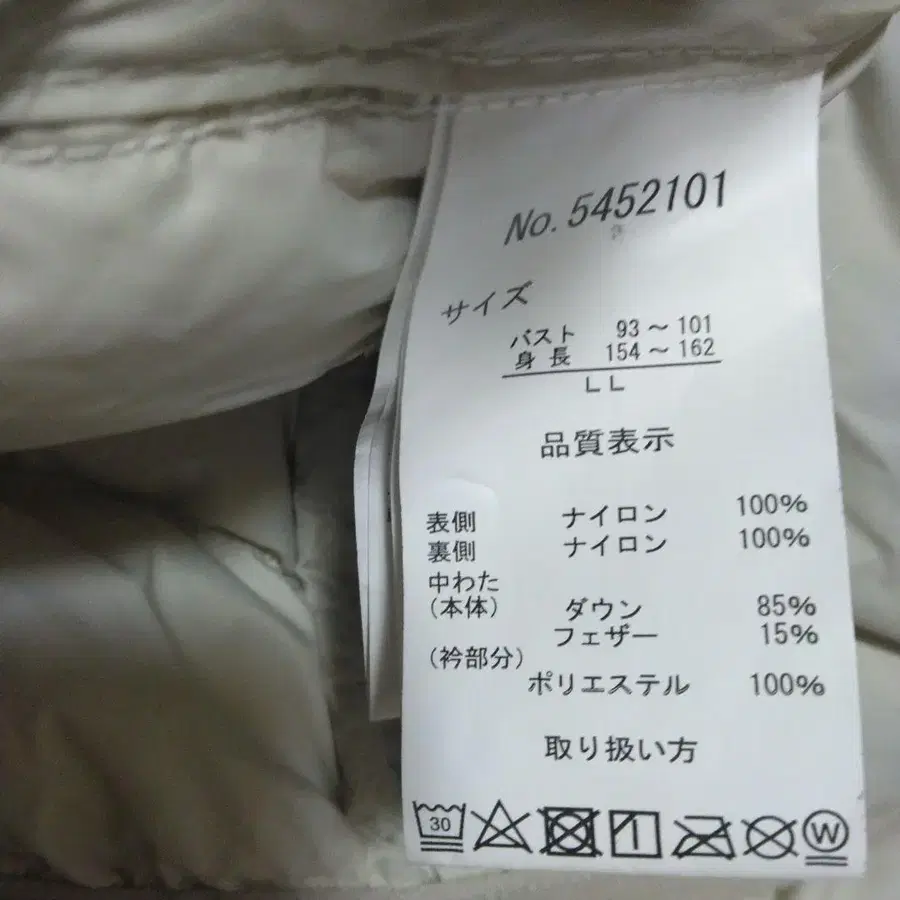 No. 5452101
サイズ
バスト 93～101
身長 154～162
LL
品質表示
表側 ナイロン 100%
裏側 ナイロン 100%
中わた
(本体) ダウン 85%
フェザー 15%
(衿部分)
ポリエステル 100%
取り扱い方
30
W